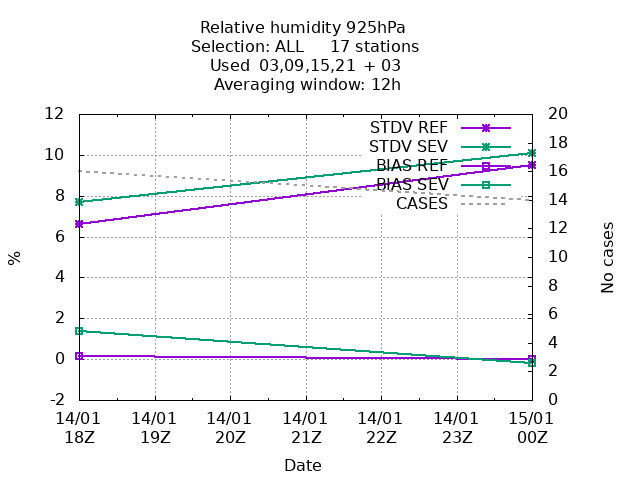 Relative humidity 925hPa
Selection: ALL 17 stations
Used 03,09,15,21 + 03
Averaging window: 12h
STDV REF
STDV SEV
BIAS REF
BIAS SEV
CASES
12
10
8
6
4
2
0
-2
%
20
18
16
14
12
10
8
6
4
2
0
No cases
14/01 14/01 14/01 14/01 14/01 14/01 15/01
18Z 19Z 20Z 21Z 22Z 23Z 00Z
Date